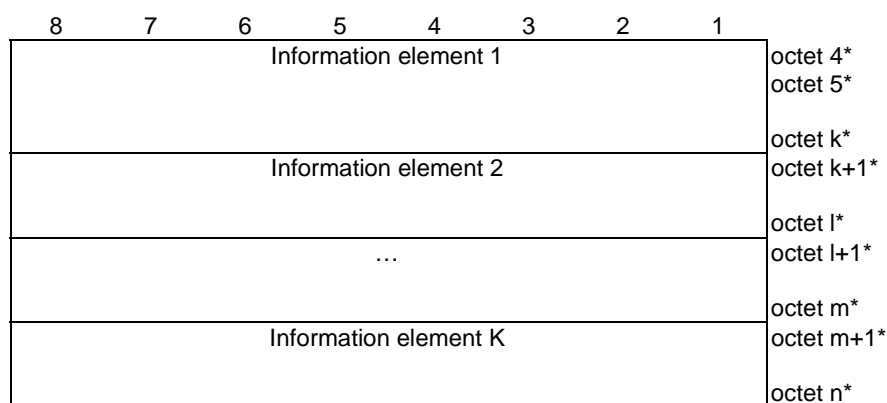 8 7 6 5 4 3 2 1
Information element 1 octet 4*
octet 5*
octet k*
Information element 2 octet k+1*
octet l*
… octet l+1*
octet m*
Information element K octet m+1*
octet n*